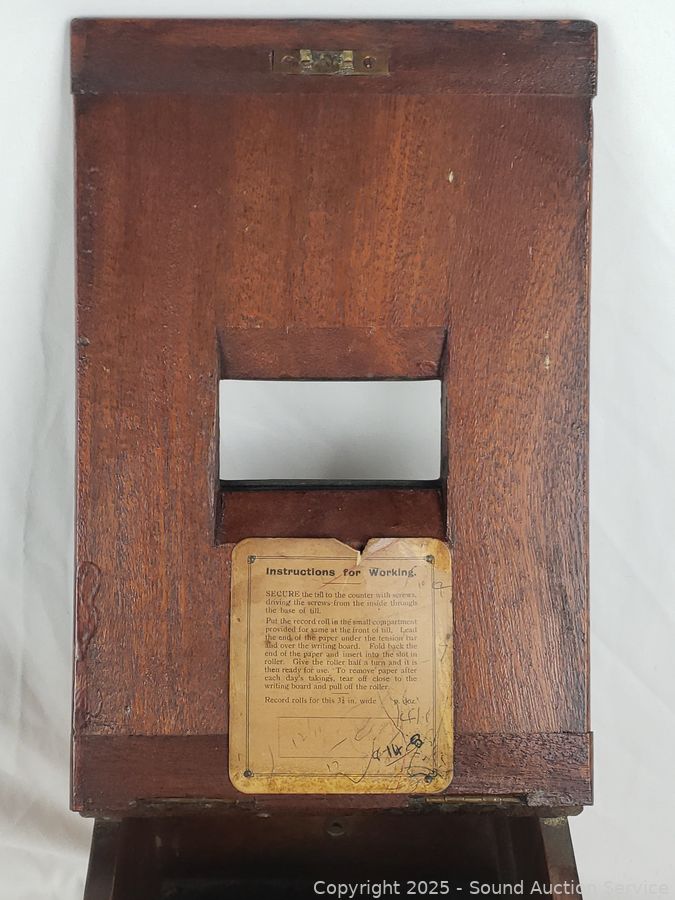 Instructions for Working.
SECURE the till to the counter with screws,
driving the screws from the inside through
the base of till.
Put the record roll in the small compartment
provided for same at the front of till. Lead
the end of the paper under the tension bar
and over the writing board. Fold back the
end of the paper and insert into the slot in
roller. Give the roller half a turn and it is
then ready for use. To remove paper after
each day's takings, tear off close to the
writing board and pull off the roller.
Record rolls for this 3½ in. wide
Copyright 2025 - Sound Auction Service